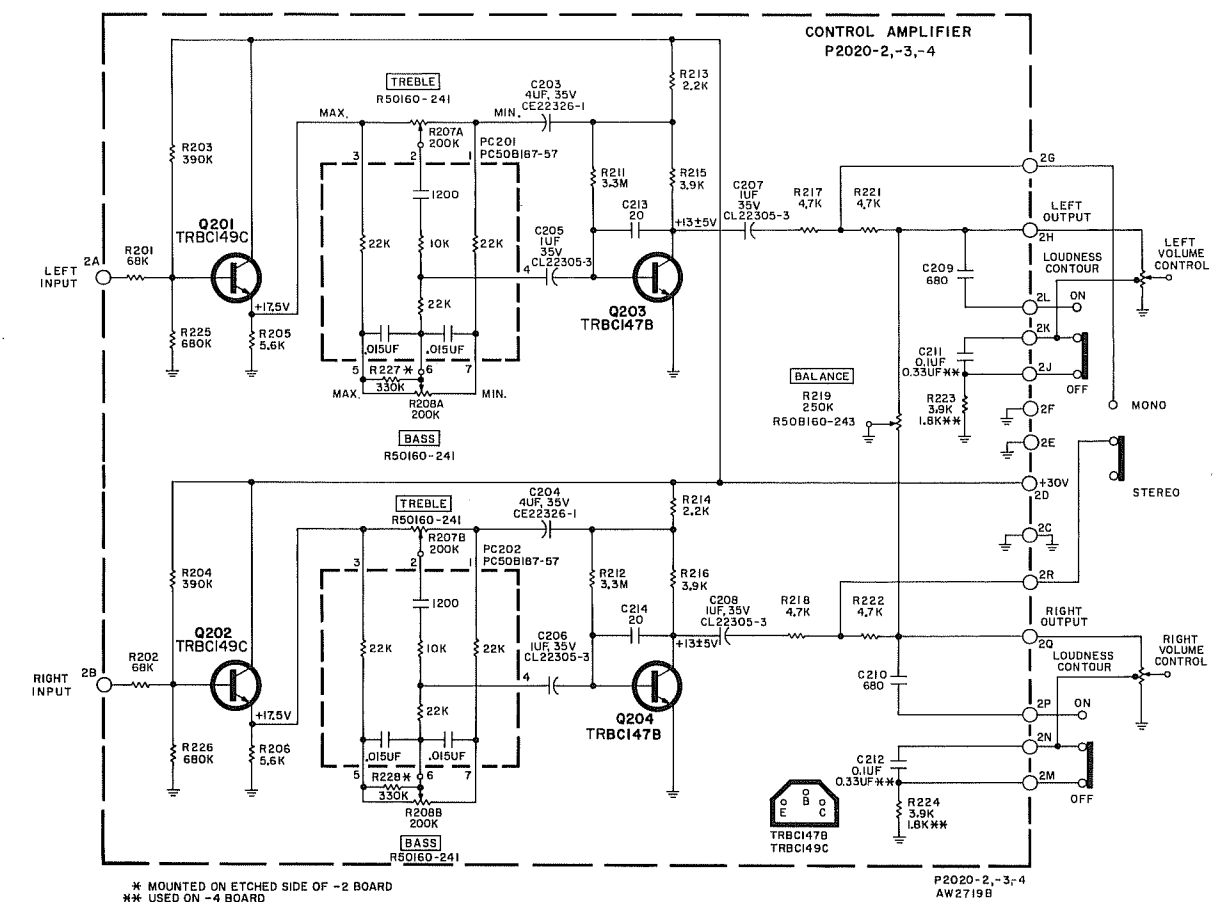 CONTROL AMPLIFIER
P2020-2,-3,-4
TREBLE
R50160-241
C203
4UF, 35V
CE22326-1
R213
2.2K
MAX.
MIN.
R207A
200K
3
2
1
PC201
PC50B187-57
R203
390K
R211
3.3M
R215
3.9K
1200
C213
20
C207
1UF
35V
CL22305-3
R217
4.7K
R221
4.7K
2G
+13±5V
LEFT
OUTPUT
2H
Q201
TRBC149C
22K
10K
22K
C205
1UF
35V
CL22305-3
4
LEFT
INPUT
2A
R201
68K
C209
680
LOUDNESS
CONTOUR
LEFT
VOLUME
CONTROL
22K
Q203
TRBC147B
+17.5V
2L
ON
R225
680K
R205
5.6K
.015UF
.015UF
2K
C211
0.1UF
0.33UF**
2J
OFF
5
R227*
6
7
330K
MAX.
MIN.
R208A
200K
BALANCE
R219
250K
R50B160-243
R223
3.9K
1.8K**
2F
MONO
BASS
R50160-241
2E
+30V
2D
STEREO
TREBLE
R50160-241
C204
4UF, 35V
CE22326-1
R214
2.2K
R207B
200K
3
2
1
PC202
PC50B187-57
2C
R204
390K
R212
3.3M
R216
3.9K
2R
1200
C214
20
C208
1UF, 35V
CL22305-3
R218
4.7K
R222
4.7K
RIGHT
OUTPUT
+13±5V
2Q
Q202
TRBC149C
22K
10K
22K
C206
1UF, 35V
CL22305-3
4
RIGHT
INPUT
2B
R202
68K
C210
680
LOUDNESS
CONTOUR
RIGHT
VOLUME
CONTROL
22K
Q204
TRBC147B
+17.5V
2P
ON
R226
680K
R206
5.6K
.015UF
.015UF
2N
C212
0.1UF
0.33UF**
2M
OFF
5
R228*
6
7
330K
R208B
200K
E
B
C
TRBC147B
TRBC149C
R224
3.9K
1.8K**
BASS
R50160-241
* MOUNTED ON ETCHED SIDE OF -2 BOARD
** USED ON -4 BOARD
P2020-2,-3,-4
AW2719B